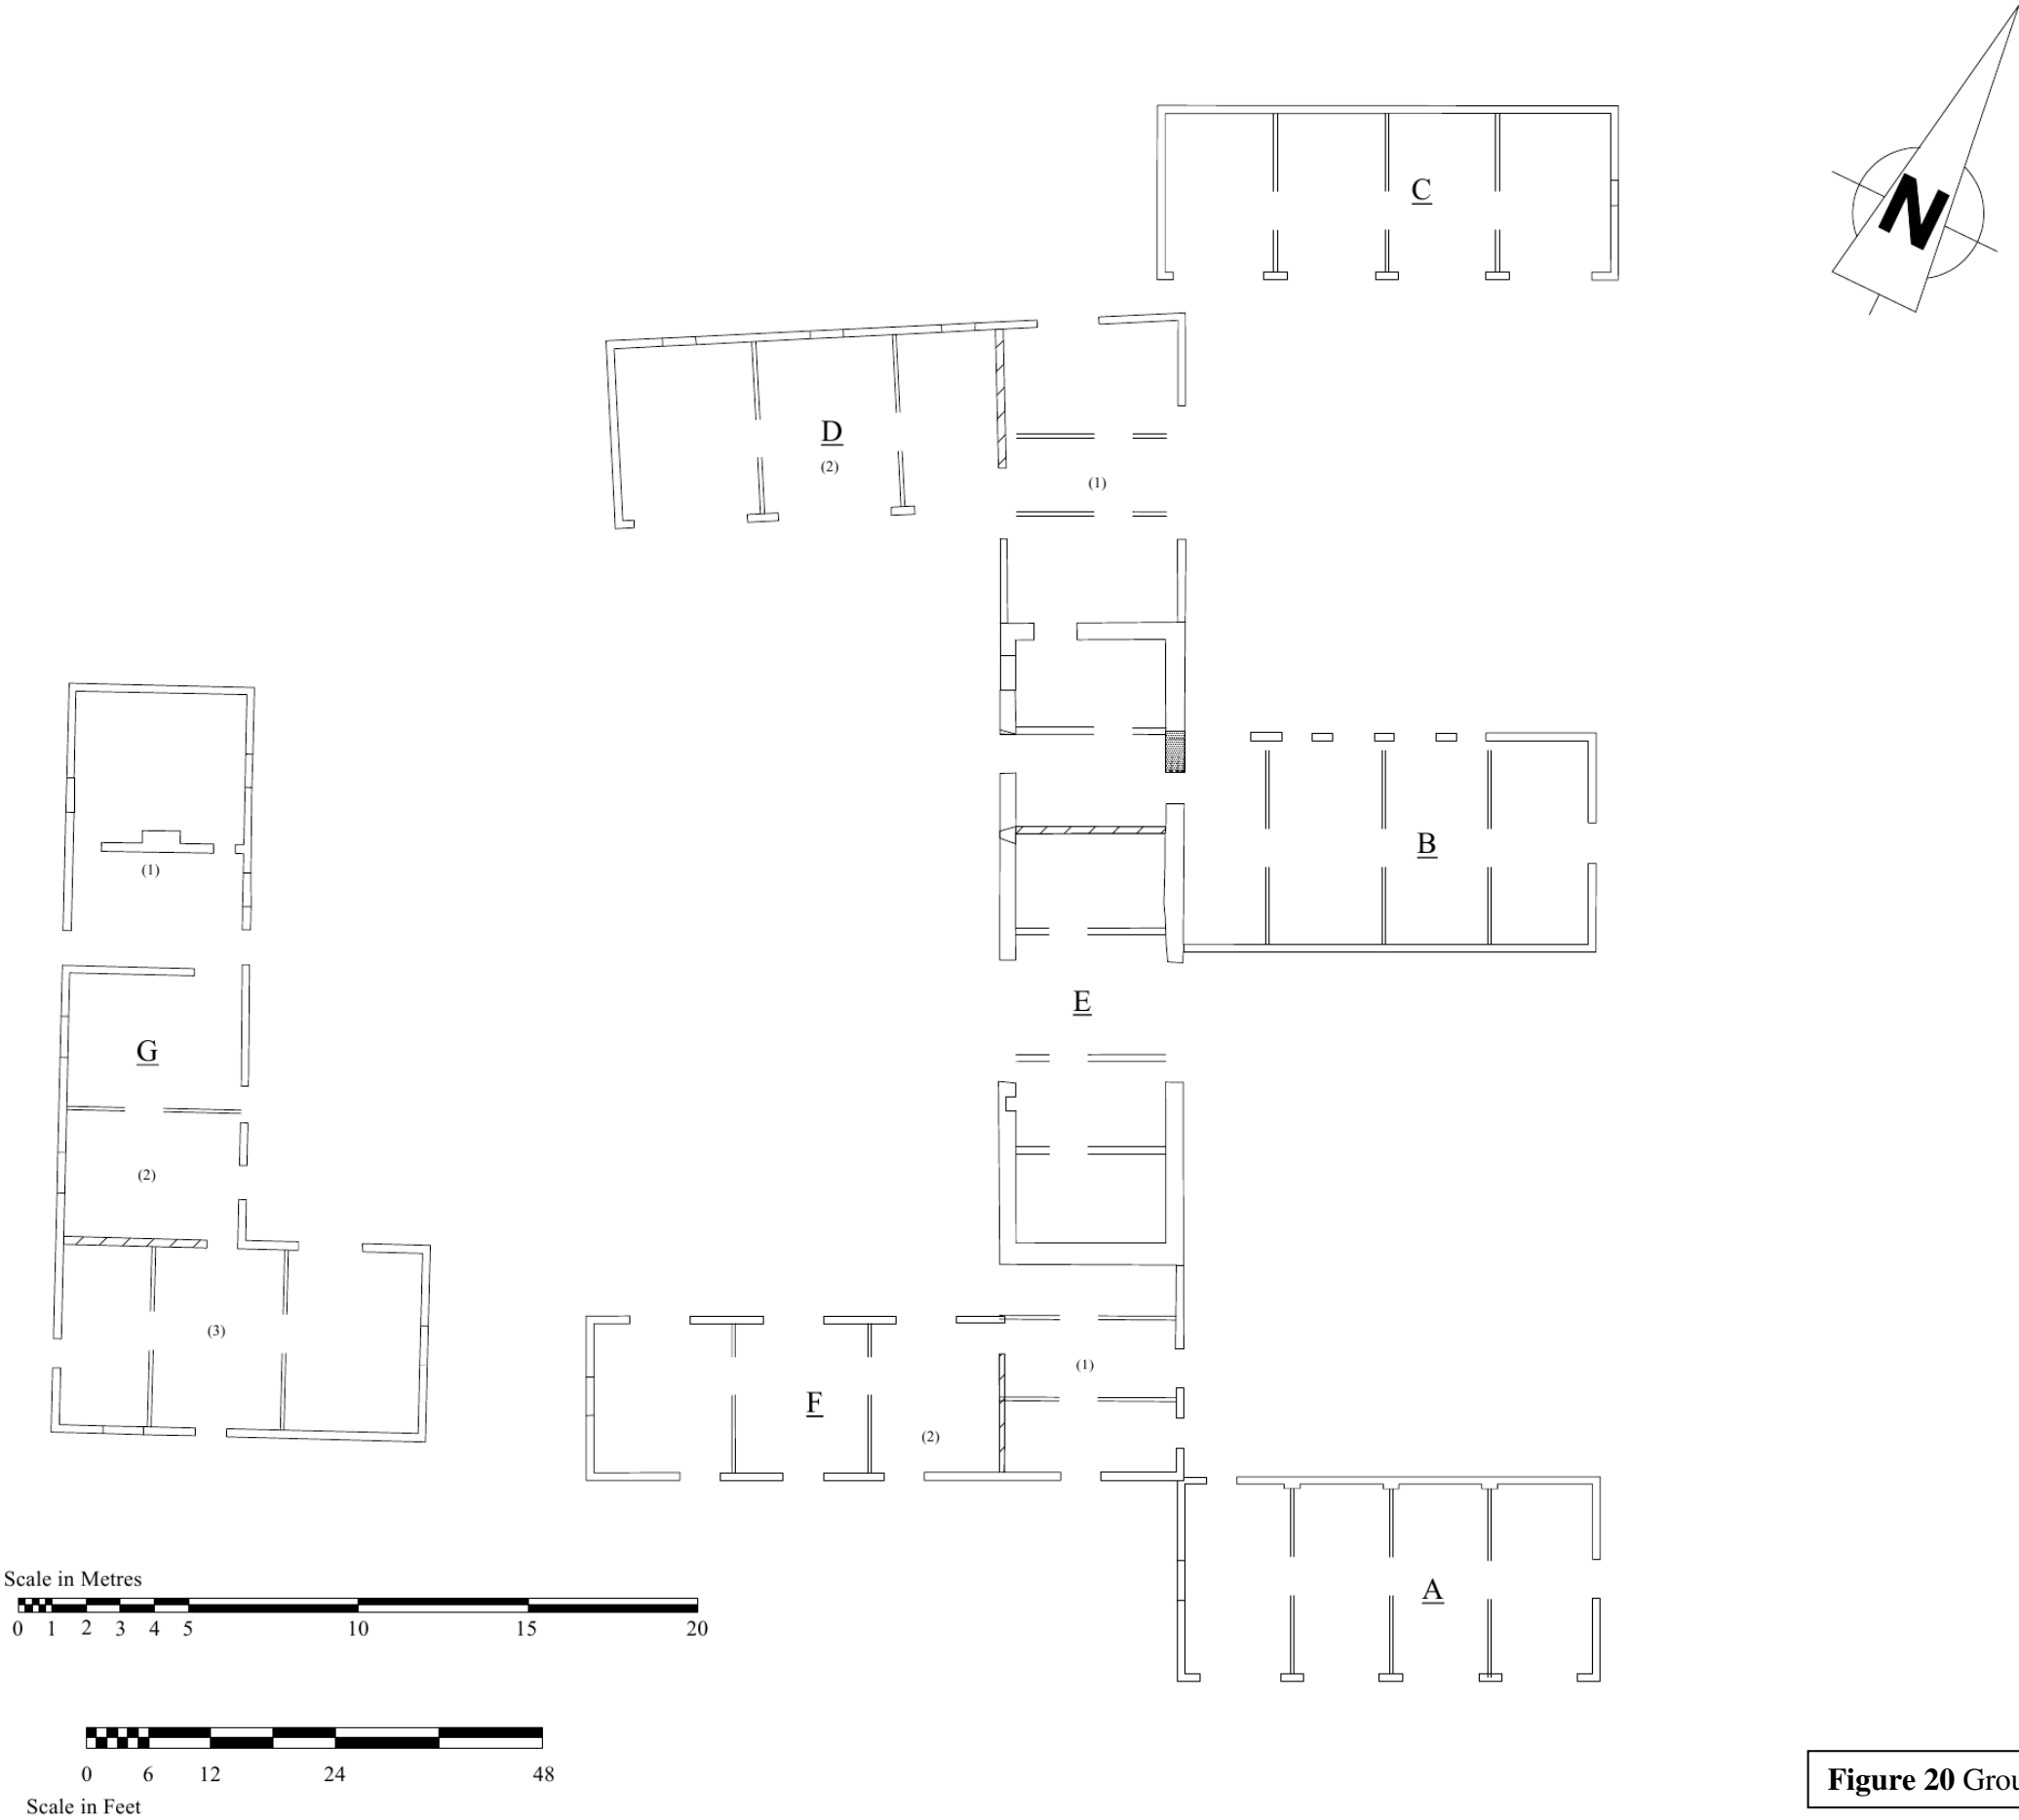 N
C
D
(2)
(1)
B
(1)
E
G
(2)
(3)
(1)
F
(2)
A
Scale in Metres
0 1 2 3 4 5 10 15 20
0 6 12 24 48
Scale in Feet
Figure 20